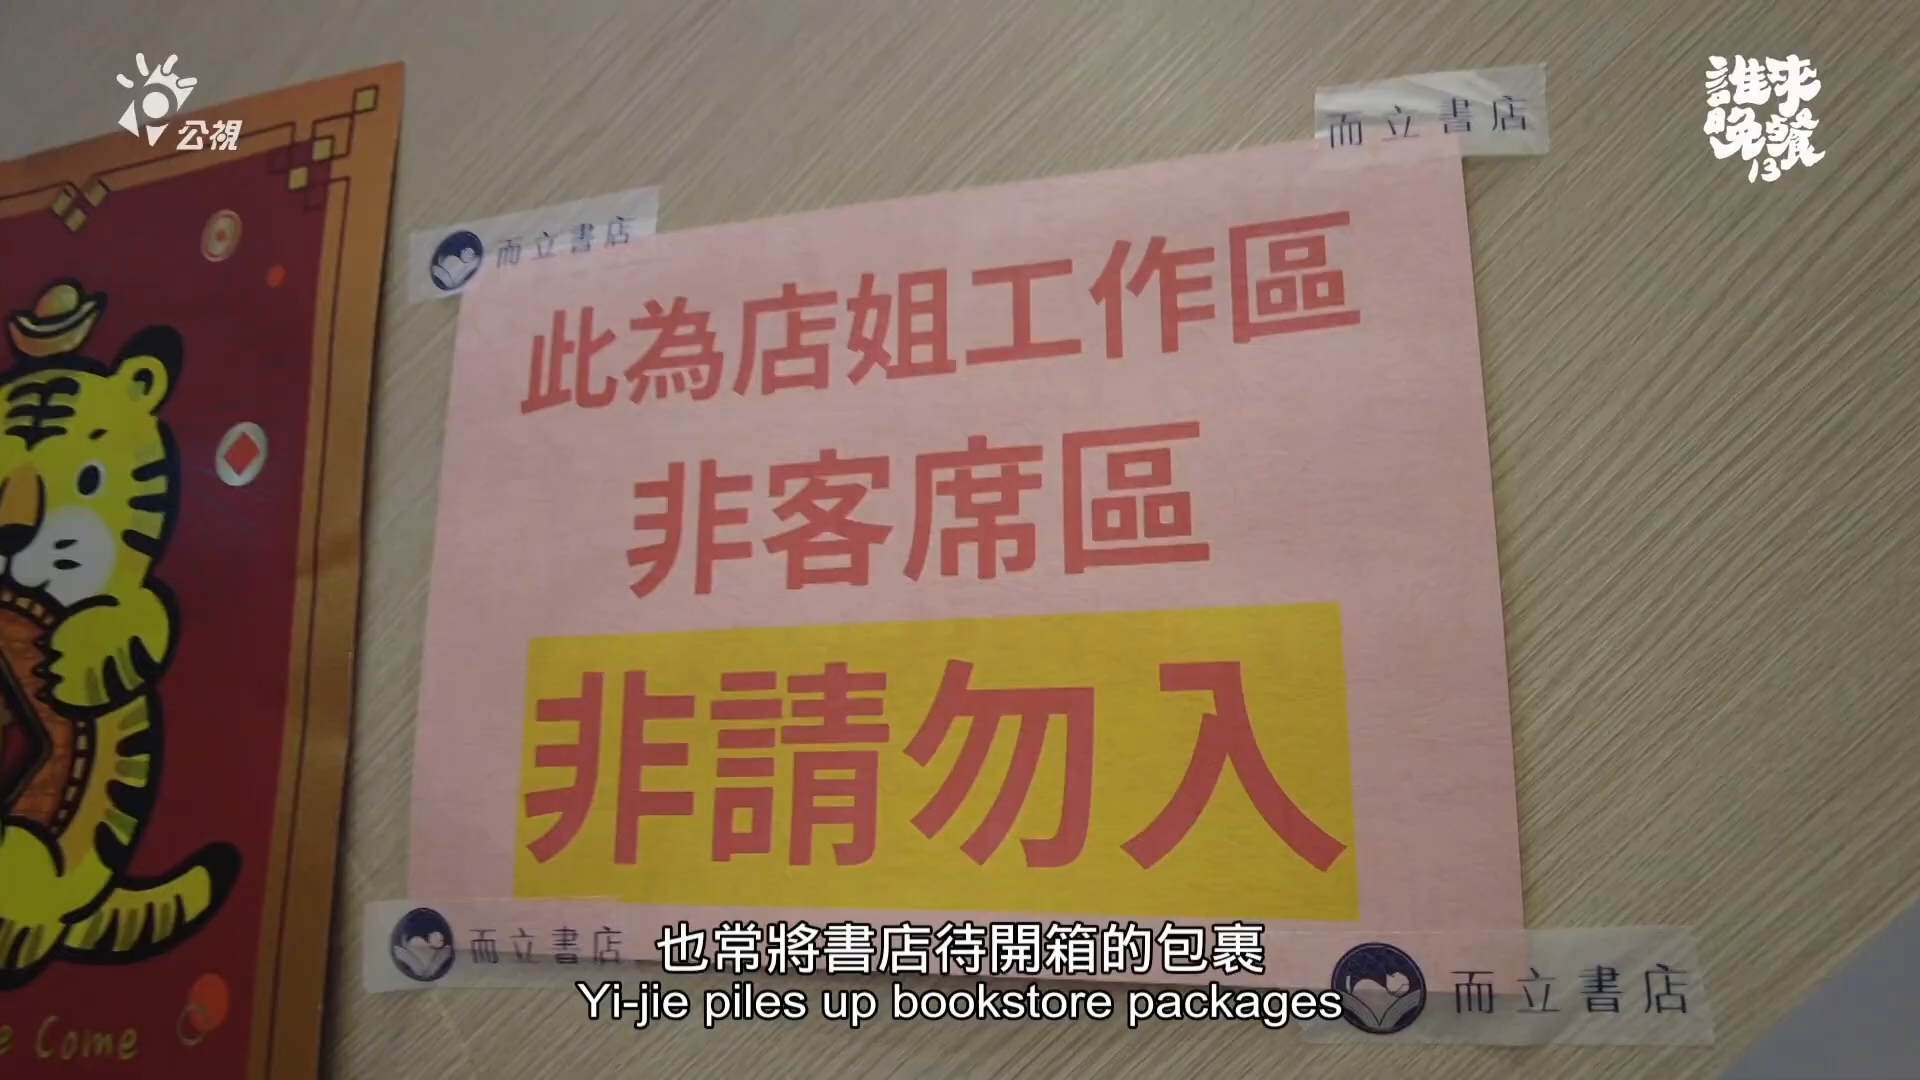 公視
誰來
晚餐
13
而立書店
而立書店
此為店姐工作區
非客席區
非請勿入
而立書店
而立書店
Come
也常將書店待開箱的包裹
Yi-jie piles up bookstore packages